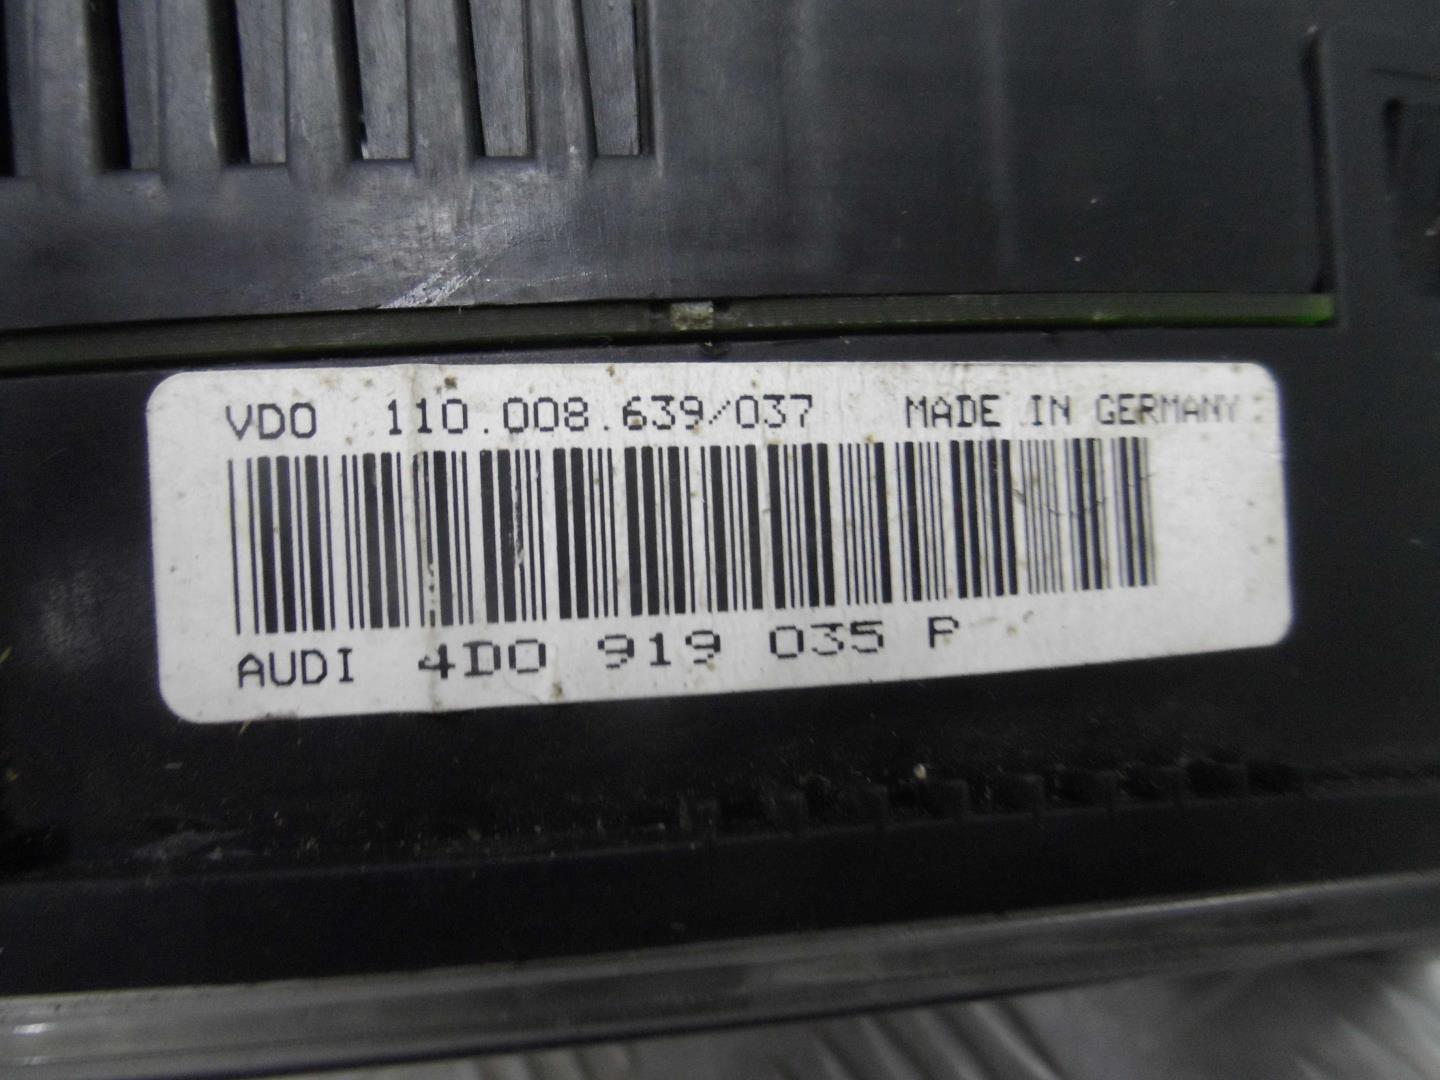 VDO 110.008.639/037 MADE IN GERMANY
AUDI 4D0 919 035 P